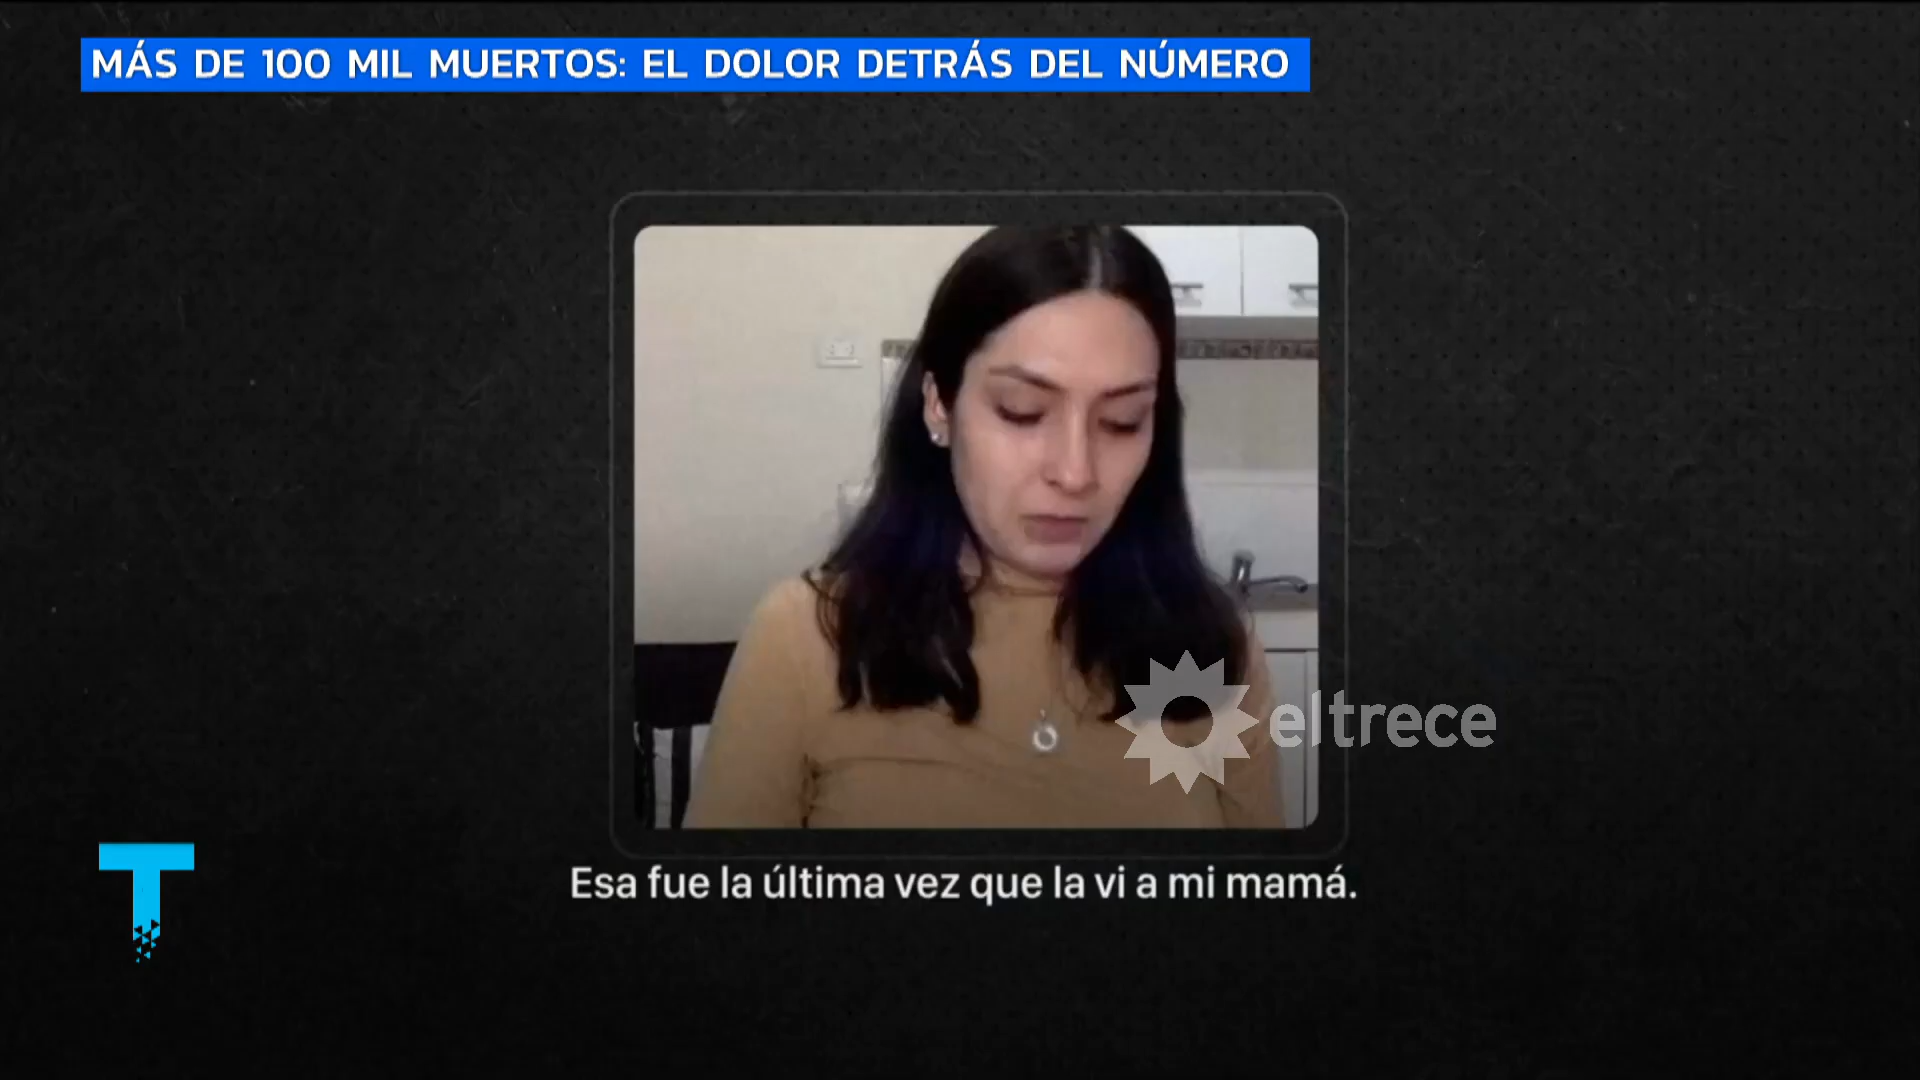 MÁS DE 100 MIL MUERTOS: EL DOLOR DETRÁS DEL NÚMERO
eltrece
T
Esa fue la última vez que la vi a mi mamá.